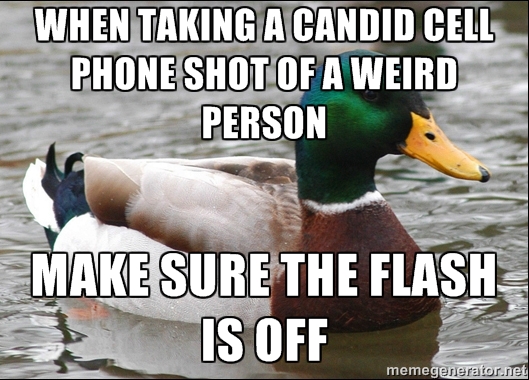 WHEN TAKING A CANDID CELL
PHONE SHOT OF A WEIRD
PERSON
MAKE SURE THE FLASH
IS OFF
memegenerator.net